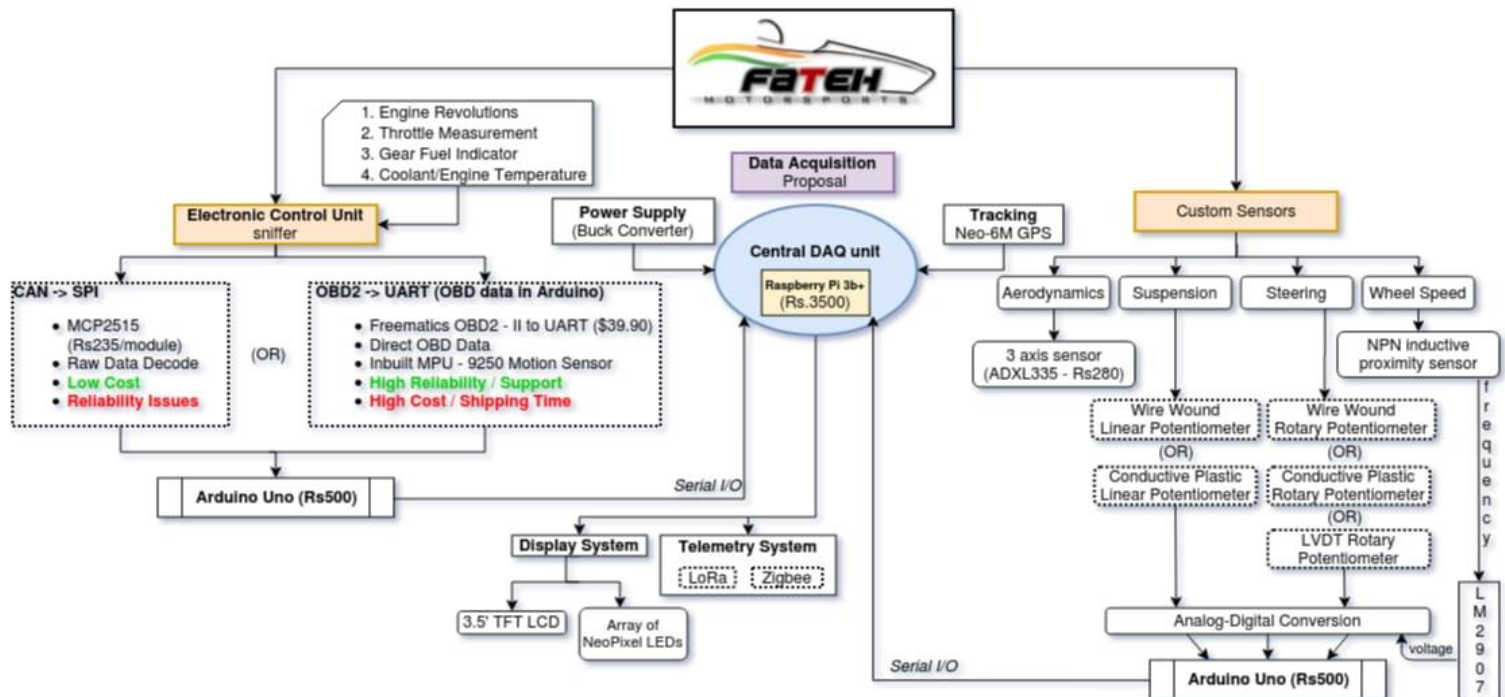 FaTEH
MOTORSPORTS
1. Engine Revolutions
2. Throttle Measurement
3. Gear Fuel Indicator
4. Coolant/Engine Temperature
Data Acquisition
Proposal
Electronic Control Unit
sniffer
Power Supply
(Buck Converter)
Central DAQ unit
Raspberry Pi 3b+
(Rs.3500)
Tracking
Neo-6M GPS
Custom Sensors
CAN -> SPI
• MCP2515
(Rs235/module)
• Raw Data Decode
• Low Cost
• Reliability Issues
(OR)
OBD2 -> UART (OBD data in Arduino)
• Freematics OBD2 - II to UART ($39.90)
• Direct OBD Data
• Inbuilt MPU - 9250 Motion Sensor
• High Reliability / Support
• High Cost / Shipping Time
Arduino Uno (Rs500)
Serial I/O
Display System
3.5' TFT LCD
Array of
NeoPixel LEDs
Telemetry System
LoRa
Zigbee
Aerodynamics
Suspension
Steering
Wheel Speed
3 axis sensor
(ADXL335 - Rs280)
NPN inductive
proximity sensor
Wire Wound
Linear Potentiometer
(OR)
Conductive Plastic
Linear Potentiometer
Wire Wound
Rotary Potentiometer
(OR)
Conductive Plastic
Rotary Potentiometer
(OR)
LVDT Rotary
Potentiometer
frequency
LM2907
voltage
Analog-Digital Conversion
Serial I/O
Arduino Uno (Rs500)